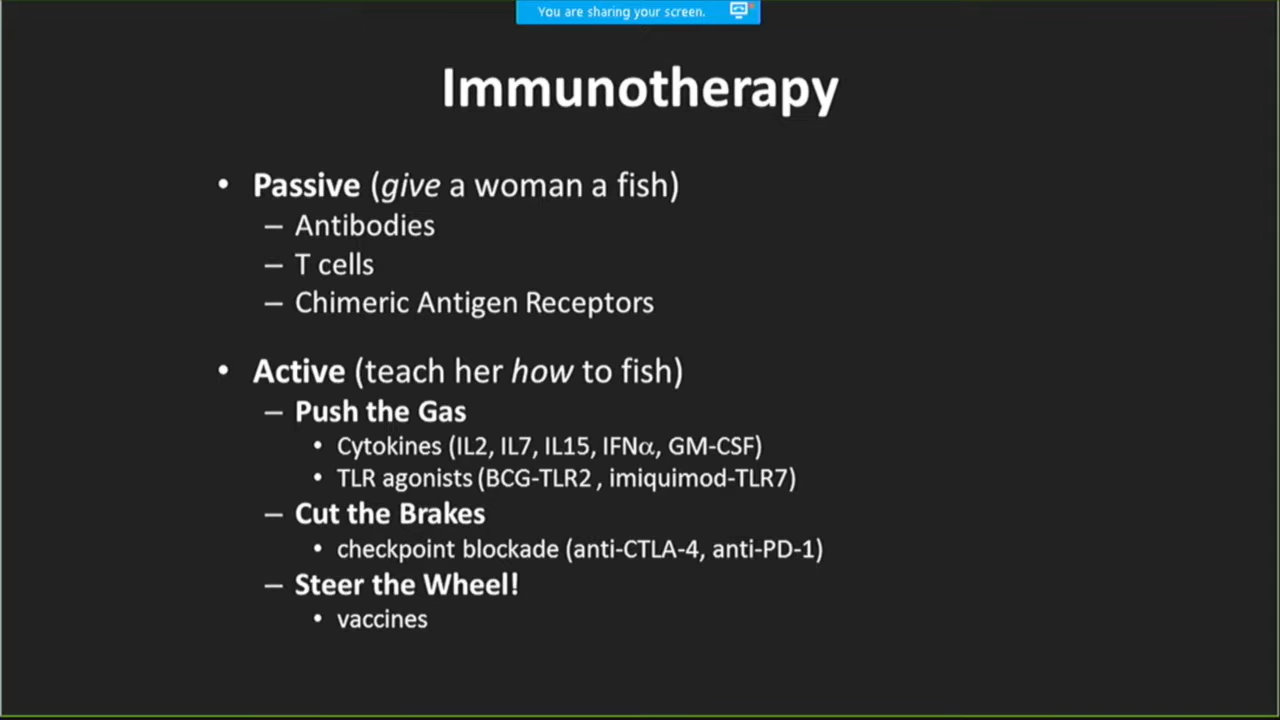 You are sharing your screen.
Immunotherapy
• Passive (give a woman a fish)
– Antibodies
– T cells
– Chimeric Antigen Receptors
• Active (teach her how to fish)
– Push the Gas
• Cytokines (IL2, IL7, IL15, IFNα, GM-CSF)
• TLR agonists (BCG-TLR2 , imiquimod-TLR7)
– Cut the Brakes
• checkpoint blockade (anti-CTLA-4, anti-PD-1)
– Steer the Wheel!
• vaccines